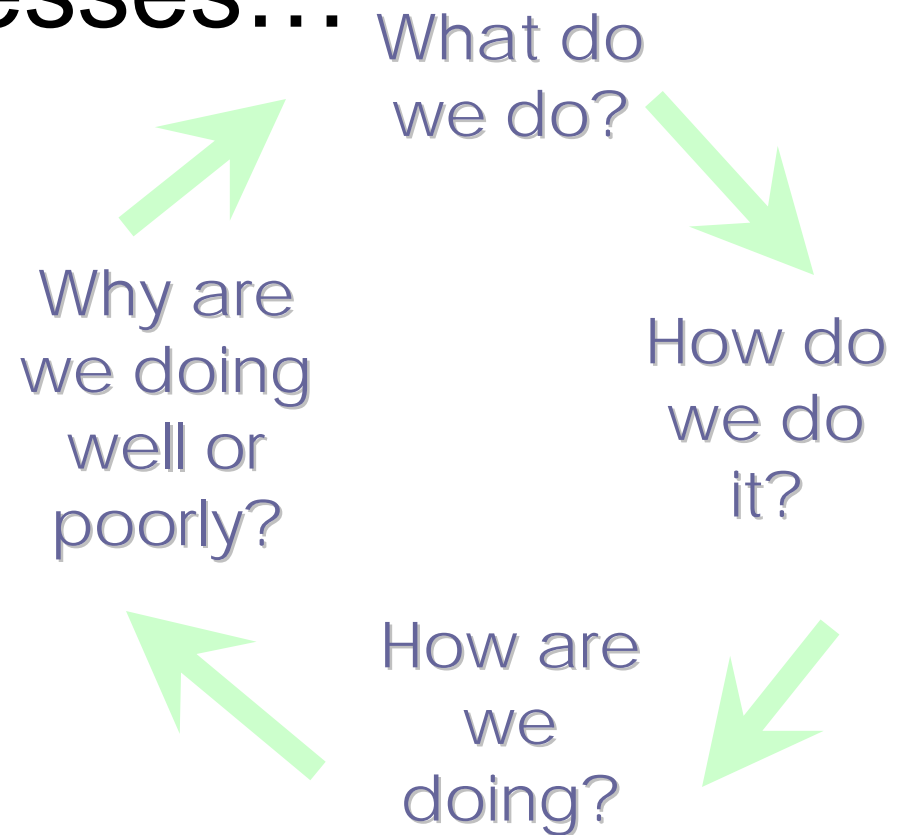 esses…
What do
we do?
How do
we do
it?
How are
we
doing?
Why are
we doing
well or
poorly?